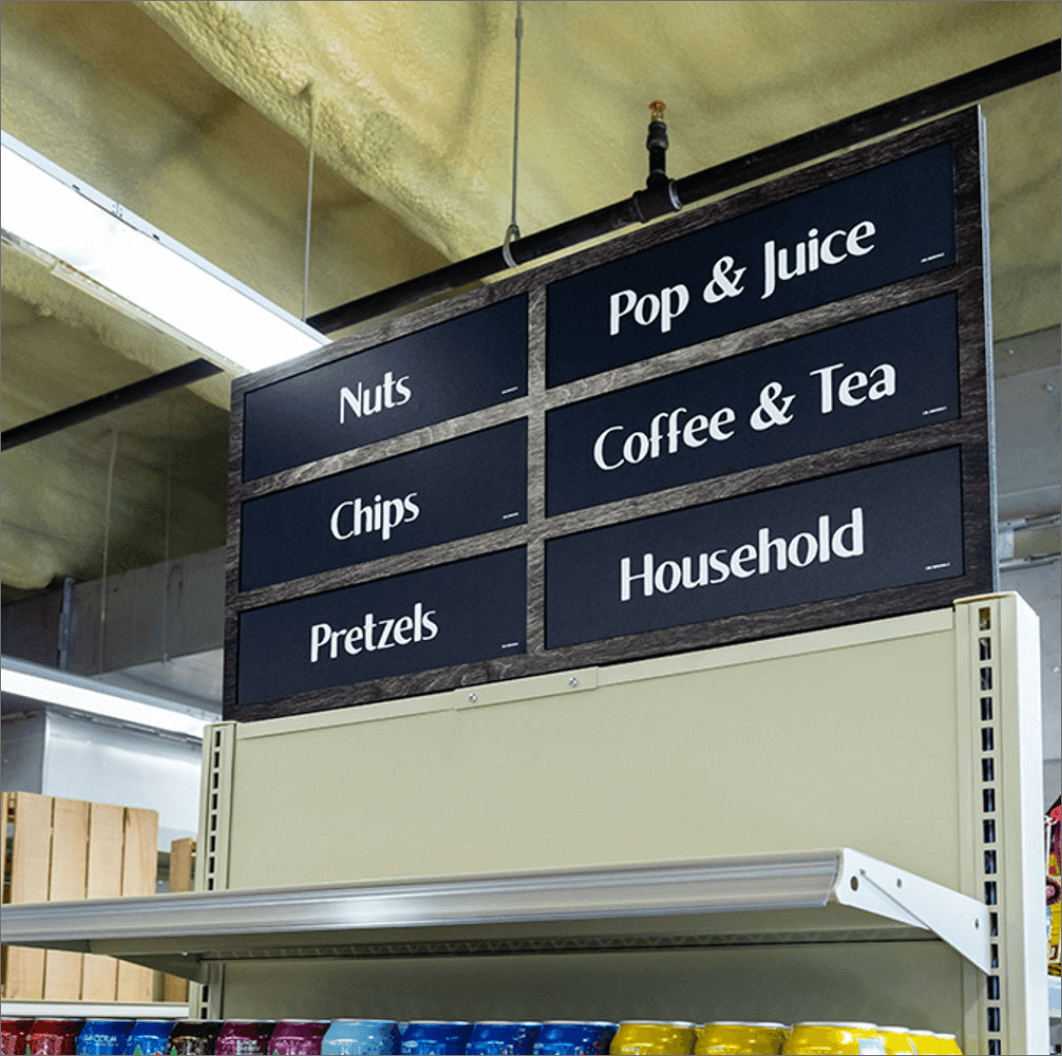 Nuts
Chips
Pretzels
Pop & Juice
Coffee & Tea
Household